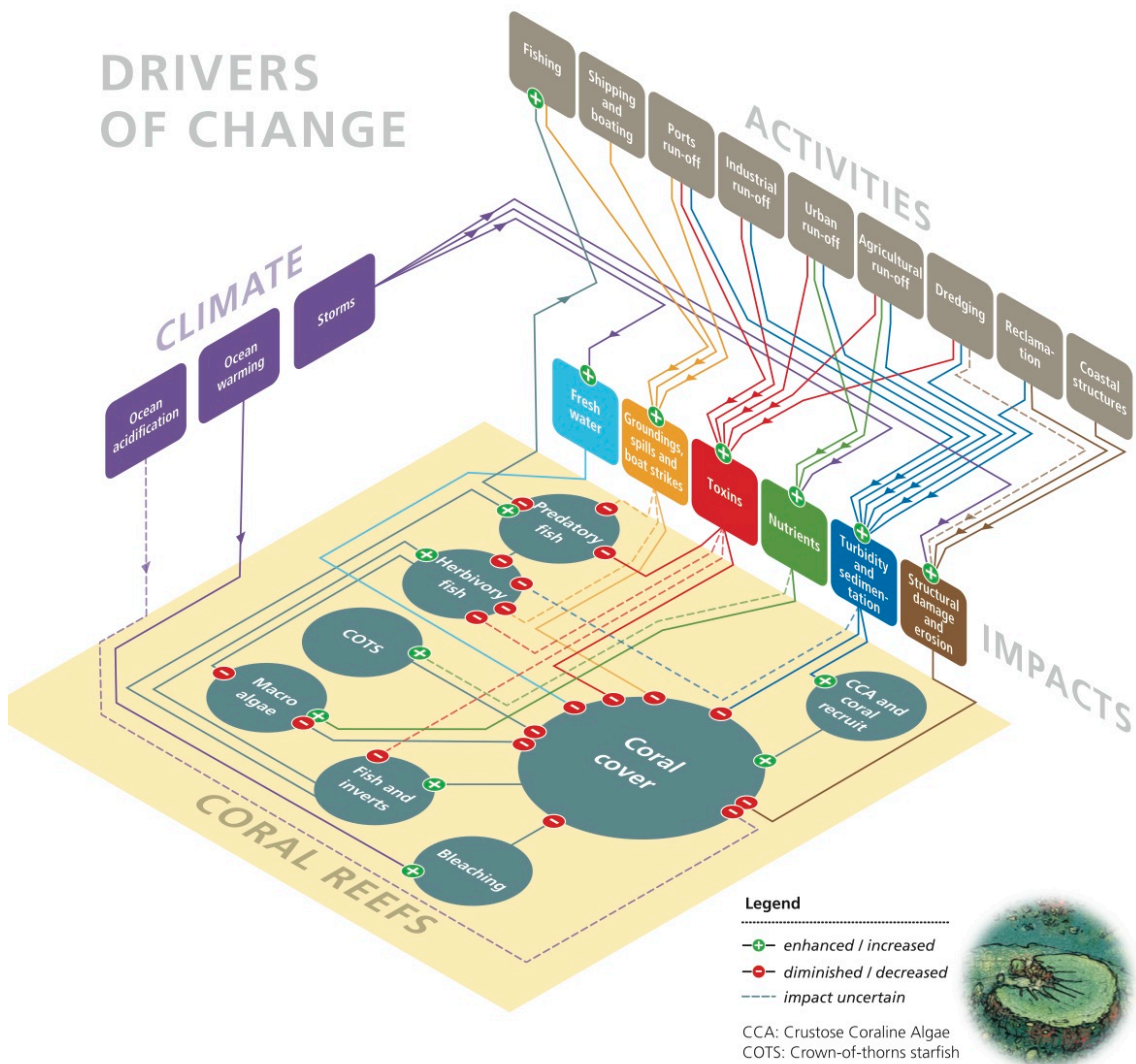 DRIVERS
OF CHANGE
ACTIVITIES
Fishing
Shipping
and
boating
Ports
run-off
Industrial
run-off
Urban
run-off
Agricultural
run-off
Dredging
Reclama-
tion
Coastal
structures
CLIMATE
Storms
Ocean
warming
Ocean
acidification
Fresh
water
Groundings,
spills and
boat strikes
Toxins
Nutrients
Turbidity
and
sedimen-
tation
Structural
damage
and
erosion
IMPACTS
Predatory
fish
Herbivory
fish
COTS
Macro
algae
Fish and
inverts
Bleaching
Coral
cover
CCA and
coral
recruit
CORAL REEFS
Legend
enhanced / increased
diminished / decreased
impact uncertain
CCA: Crustose Coraline Algae
COTS: Crown-of-thorns starfish